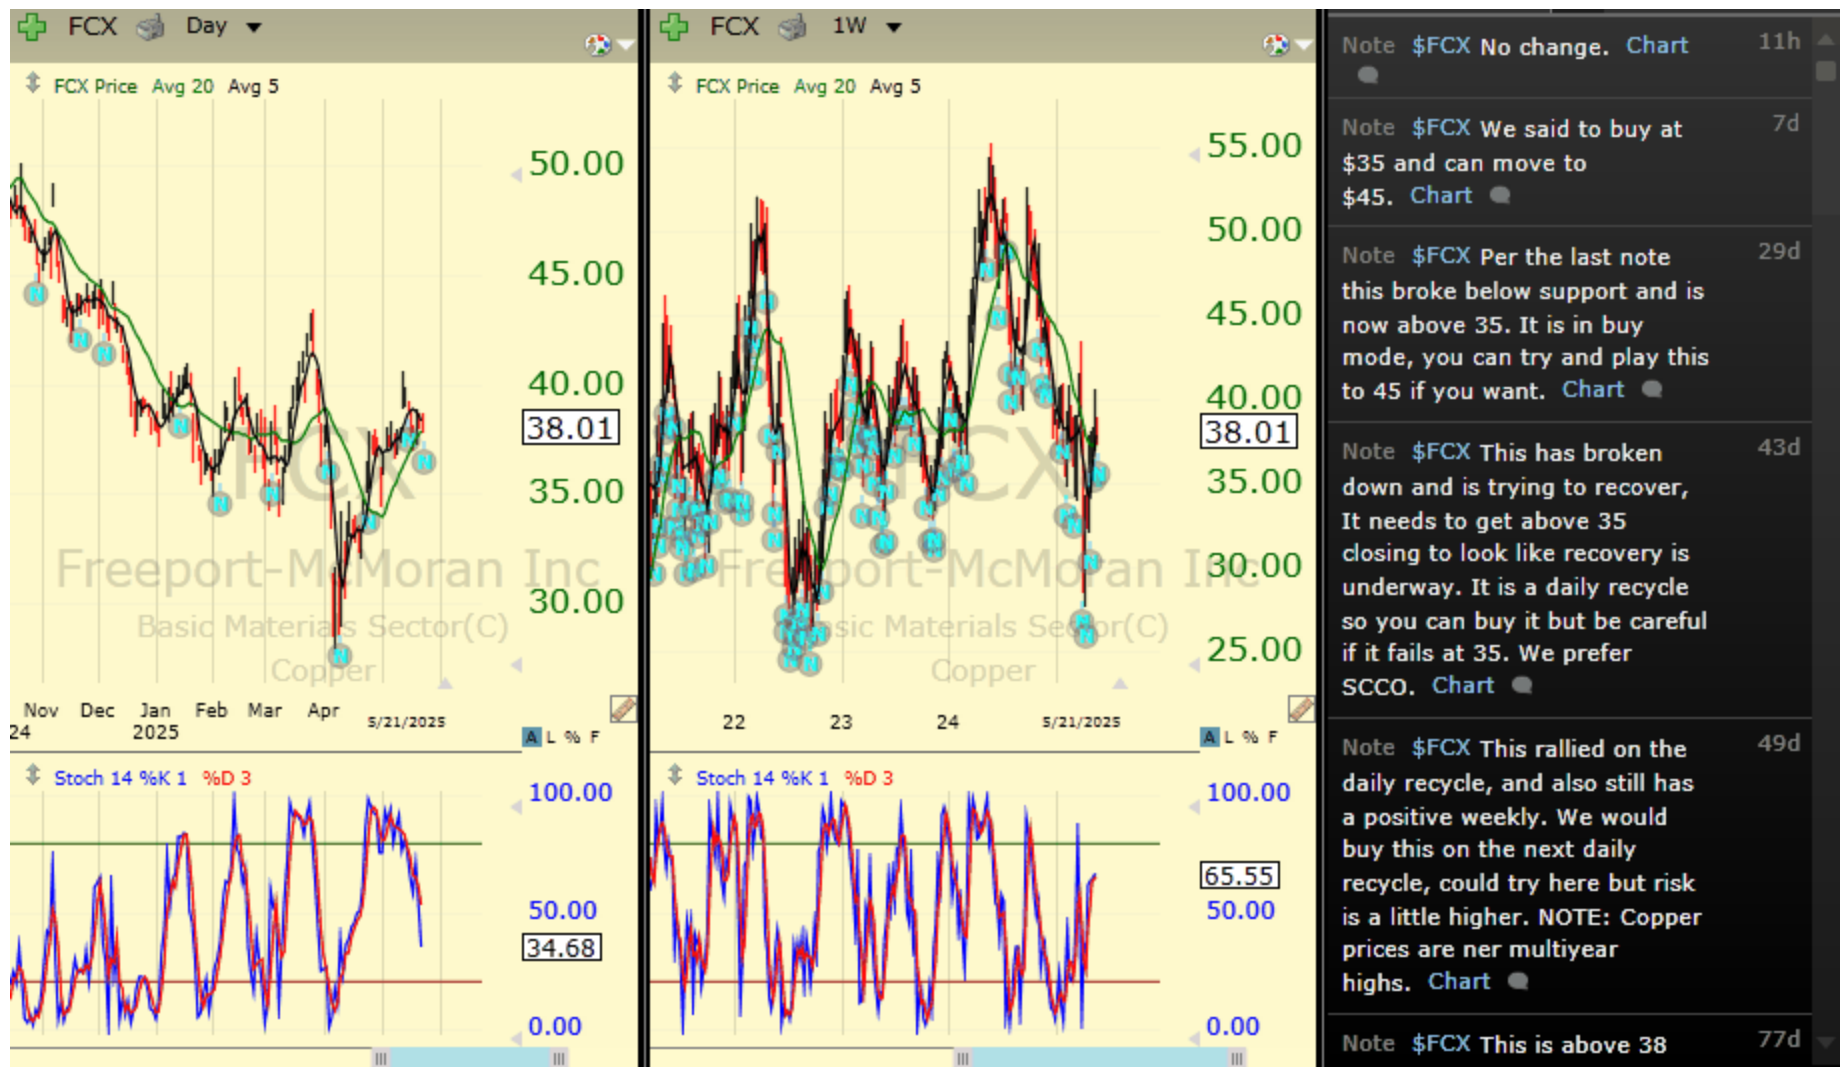 FCX Day
FCX Price Avg 20 Avg 5
50.00
45.00
40.00
38.01
35.00
30.00
FCX
Freeport-McMoran Inc
Basic Materials Sector(C)
Copper
Nov Dec Jan Feb Mar Apr 5/21/2025
24 2025
A L % F
Stoch 14 %K 1 %D 3
100.00
50.00
34.68
0.00
FCX 1W
FCX Price Avg 20 Avg 5
55.00
50.00
45.00
40.00
38.01
35.00
30.00
25.00
FCX
Freeport-McMoran Inc
Basic Materials Sector(C)
Copper
22 23 24 5/21/2025
A L % F
Stoch 14 %K 1 %D 3
100.00
65.55
50.00
0.00
Note $FCX No change. Chart 11h
Note $FCX We said to buy at 7d
$35 and can move to
$45. Chart
Note $FCX Per the last note 29d
this broke below support and is
now above 35. It is in buy
mode, you can try and play this
to 45 if you want. Chart
Note $FCX This has broken 43d
down and is trying to recover,
It needs to get above 35
closing to look like recovery is
underway. It is a daily recycle
so you can buy it but be careful
if it fails at 35. We prefer
SCCO. Chart
Note $FCX This rallied on the 49d
daily recycle, and also still has
a positive weekly. We would
buy this on the next daily
recycle, could try here but risk
is a little higher. NOTE: Copper
prices are ner multiyear
highs. Chart
Note $FCX This is above 38 77d